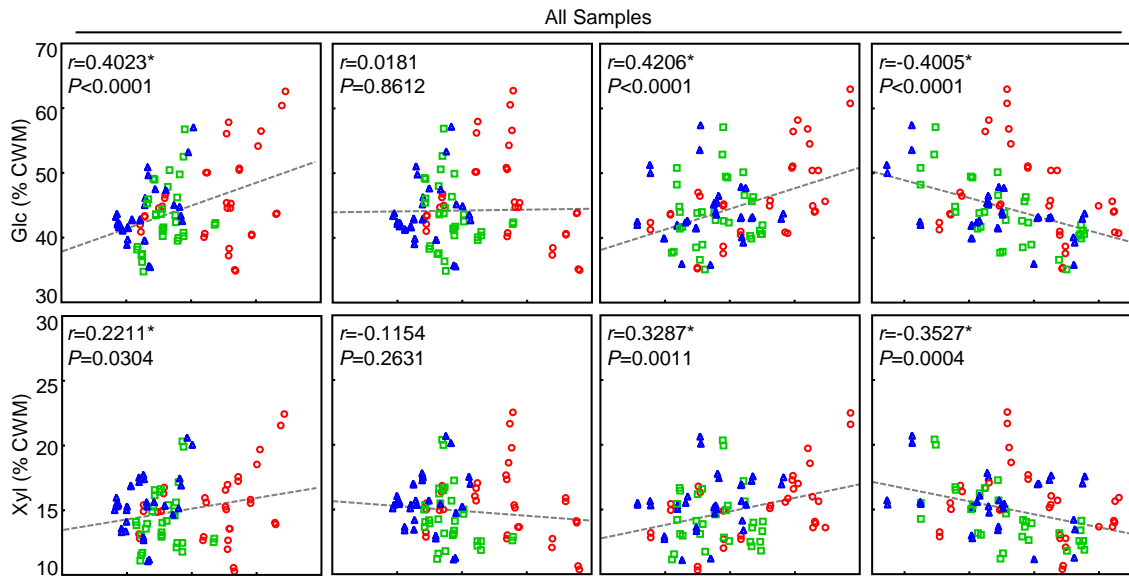 All Samples
Glc (% CWM)
70
60
50
40
30
r=0.4023*
P<0.0001
r=0.0181
P=0.8612
r=0.4206*
P<0.0001
r=-0.4005*
P<0.0001
Xyl (% CWM)
30
25
20
15
10
r=0.2211*
P=0.0304
r=-0.1154
P=0.2631
r=0.3287*
P=0.0011
r=-0.3527*
P=0.0004